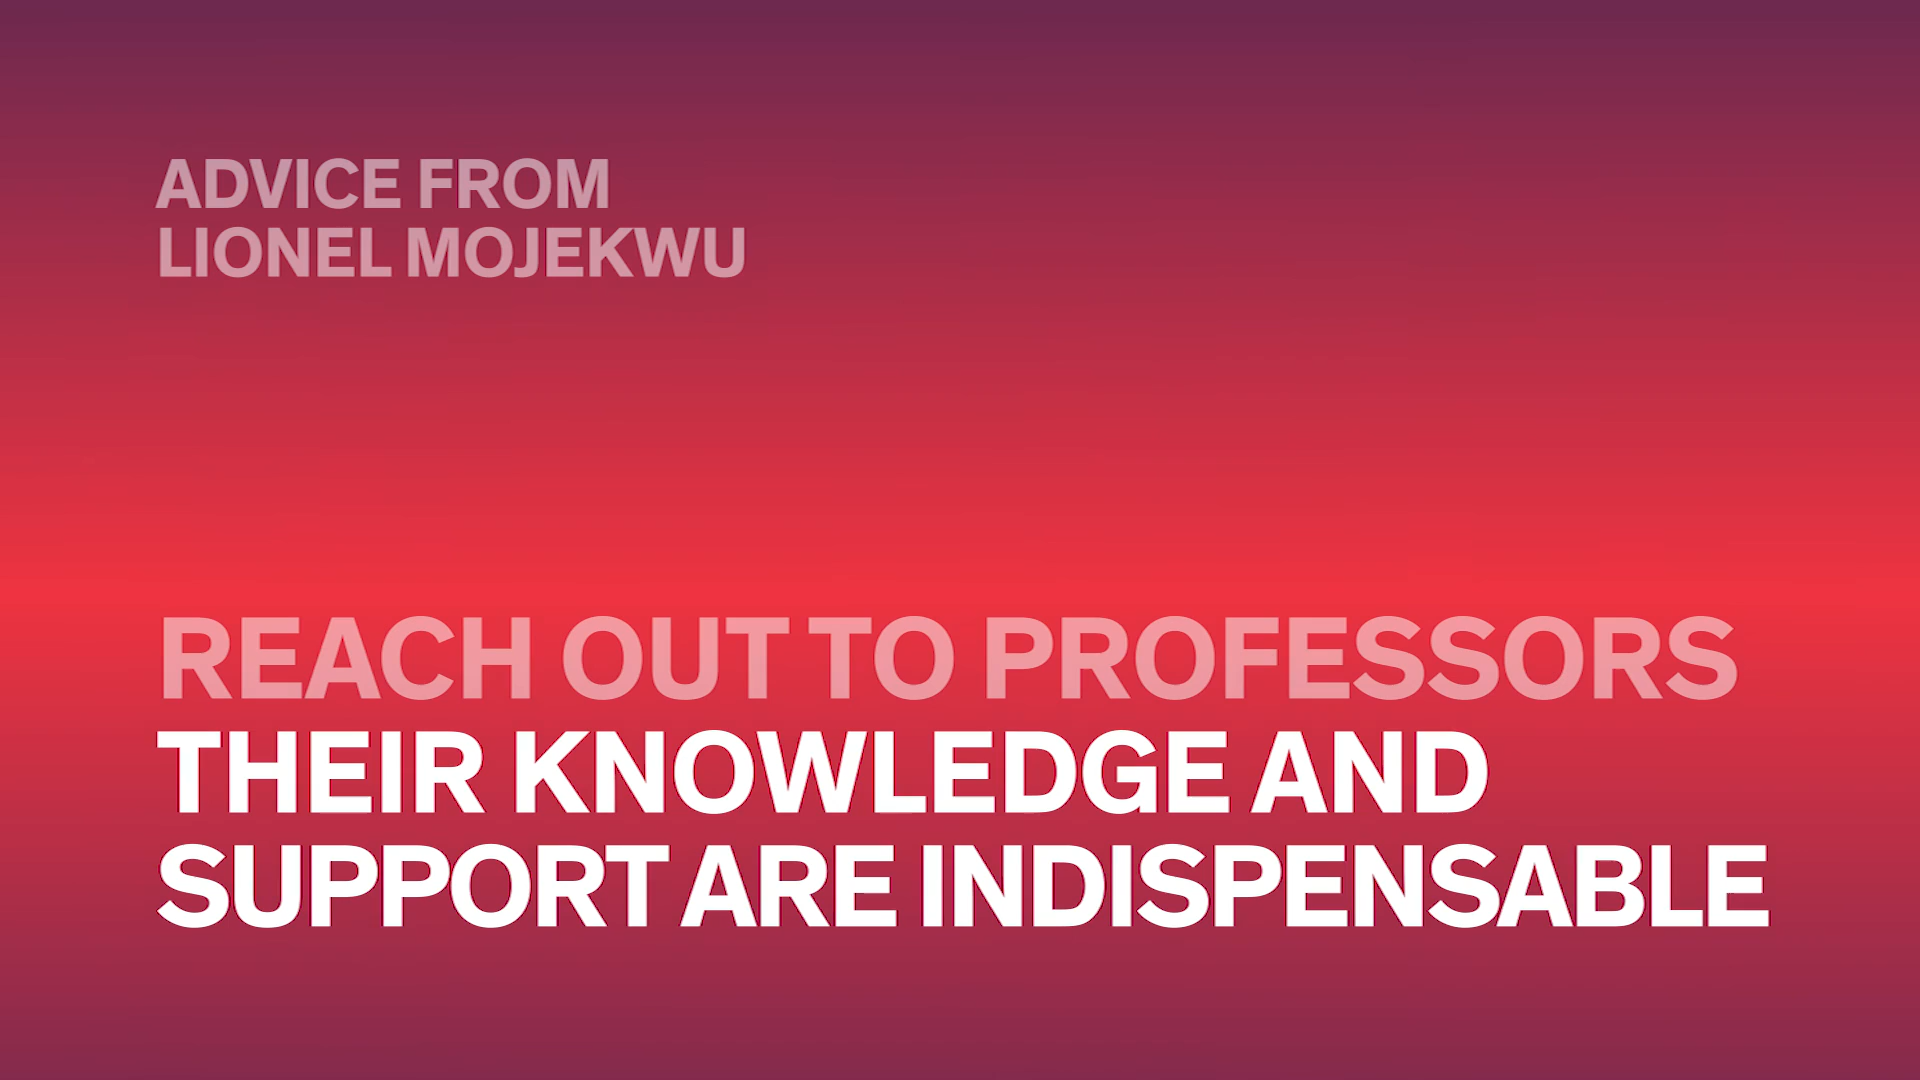 ADVICE FROM
LIONEL MOJEKWU
REACH OUT TO PROFESSORS
THEIR KNOWLEDGE AND
SUPPORT ARE INDISPENSABLE